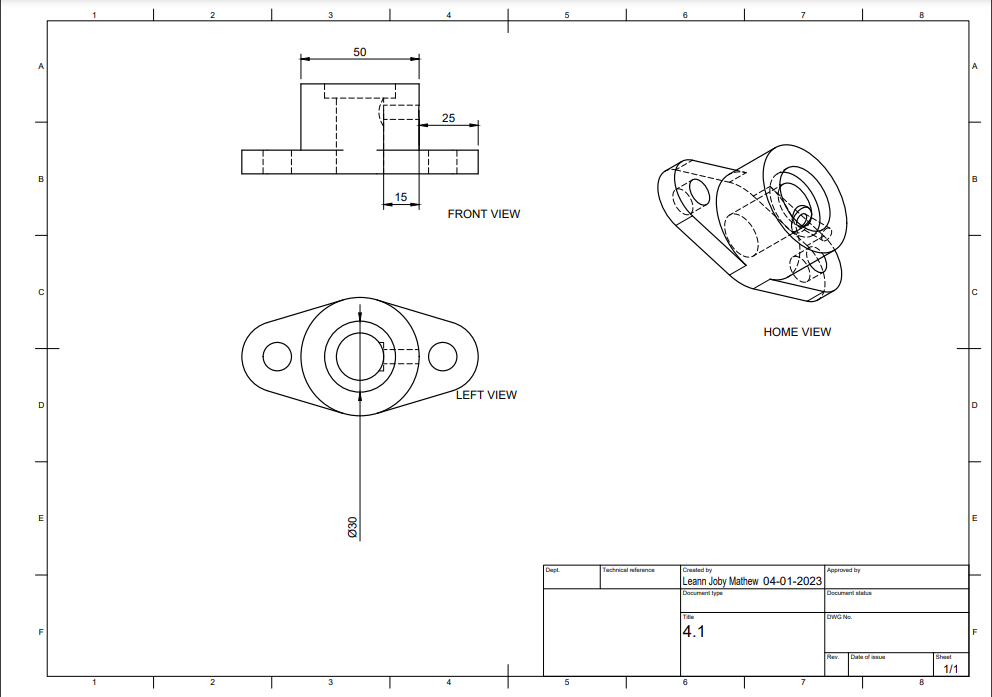 1 2 3 4 5 6 7 8
A A
50
25
B B
15
FRONT VIEW
C C
HOME VIEW
LEFT VIEW
D D
Ø30
E E
Dept. Technical reference Created by Approved by
Leann Joby Mathew 04-01-2023
Document type Document status
Title DWG No.
4.1
F F
Rev. Date of issue Sheet
1/1
1 2 3 4 5 6 7 8